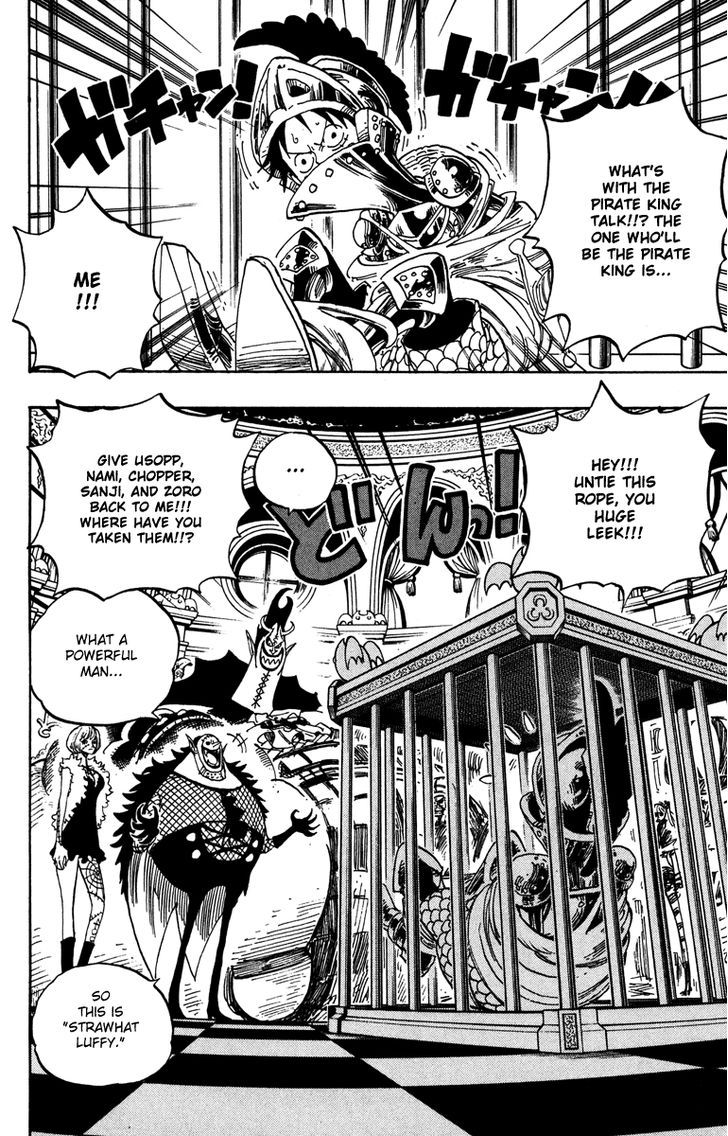 ガチャン!
ガチャンッ
WHAT'S
WITH THE
PIRATE KING
TALK!!? THE
ONE WHO'LL
BE THE PIRATE
KING IS...
ME
!!!
HEY!!!
UNTIE THIS
ROPE, YOU
HUGE
LEEK!!!
...
どんっ!
GIVE USOPP,
NAMI, CHOPPER,
SANJI, AND ZORO
BACK TO ME!!!
WHERE HAVE YOU
TAKEN THEM!!?
WHAT A
POWERFUL
MAN...
SO
THIS IS
"STRAWHAT
LUFFY."